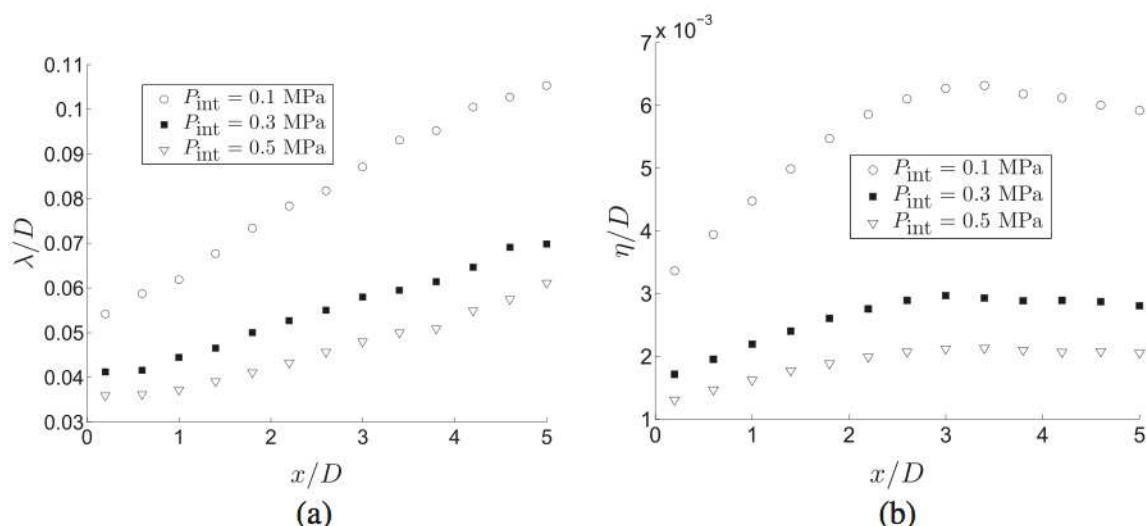 0.11
0.1
0.09
0.08
0.07
0.06
0.05
0.04
0.03
λ/D
○ P_int = 0.1 MPa
■ P_int = 0.3 MPa
▽ P_int = 0.5 MPa
0 1 2 3 4 5
x/D
(a)
7 x 10⁻³
6
5
4
3
2
1
η/D
○ P_int = 0.1 MPa
■ P_int = 0.3 MPa
▽ P_int = 0.5 MPa
0 1 2 3 4 5
x/D
(b)